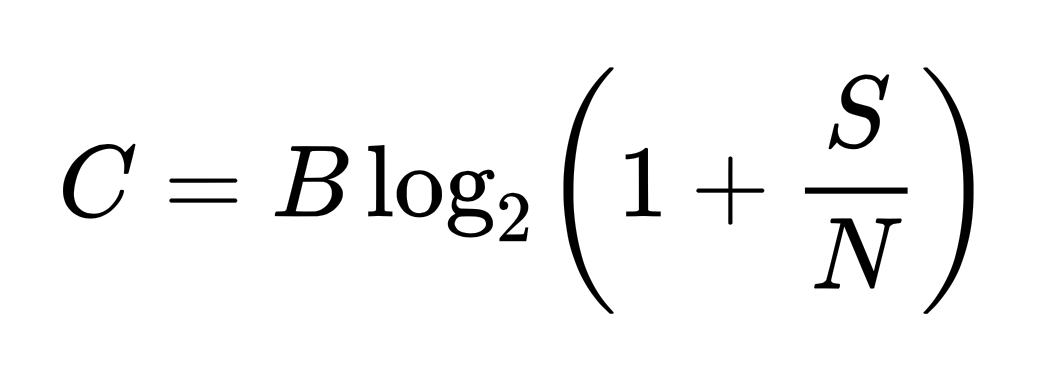 C = B log₂ (1 + S/N)